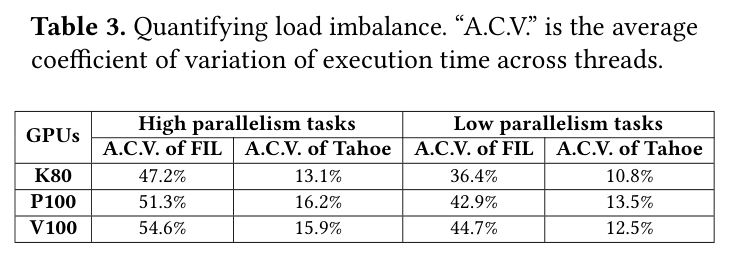 Table 3. Quantifying load imbalance. “A.C.V.” is the average
coefficient of variation of execution time across threads.
GPUs High parallelism tasks Low parallelism tasks
A.C.V. of FIL A.C.V. of Tahoe A.C.V. of FIL A.C.V. of Tahoe
K80 47.2% 13.1% 36.4% 10.8%
P100 51.3% 16.2% 42.9% 13.5%
V100 54.6% 15.9% 44.7% 12.5%